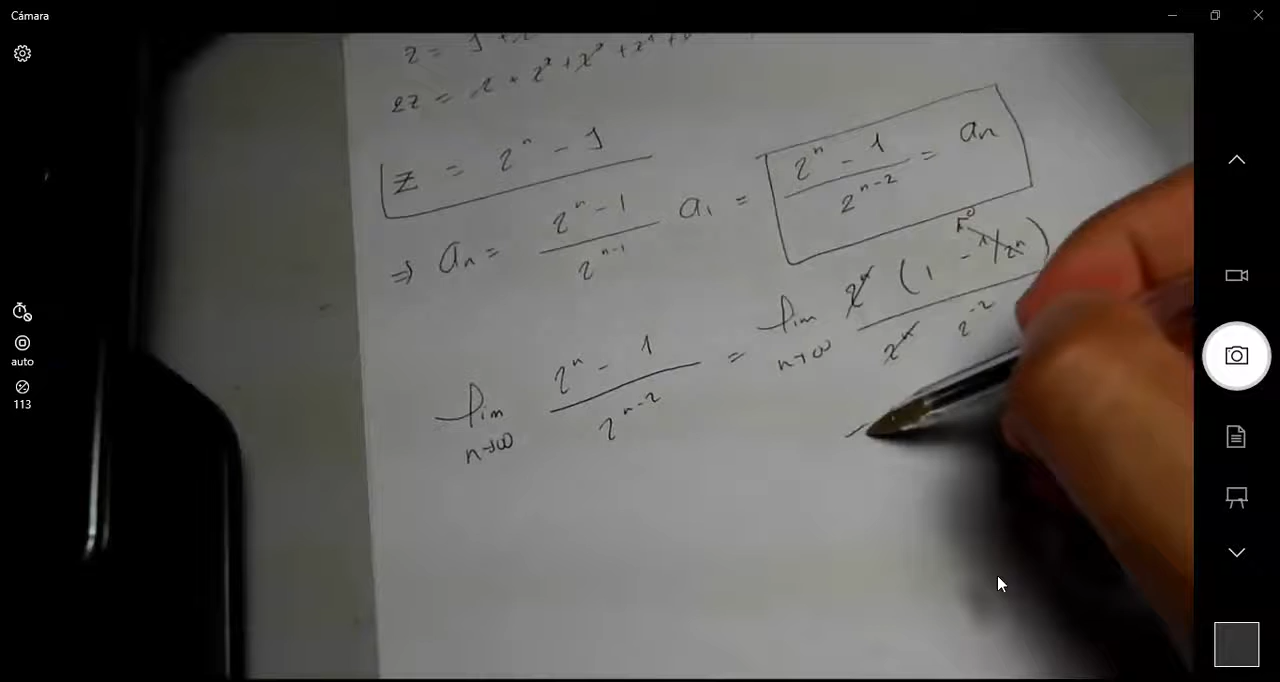 Cámara
2Z = 2 + 2² + 2³ + 2⁴ +
Z = 2ⁿ - 1
⇒ aₙ = (2ⁿ - 1)/(2ⁿ⁻¹) a₁ = (2ⁿ - 1)/(2ⁿ⁻²) = aₙ
lim n→∞ (2ⁿ - 1)/(2ⁿ⁻²) = lim n→∞ 2ⁿ (1 - 1/2ⁿ)/(2ⁿ 2⁻²)
auto
113